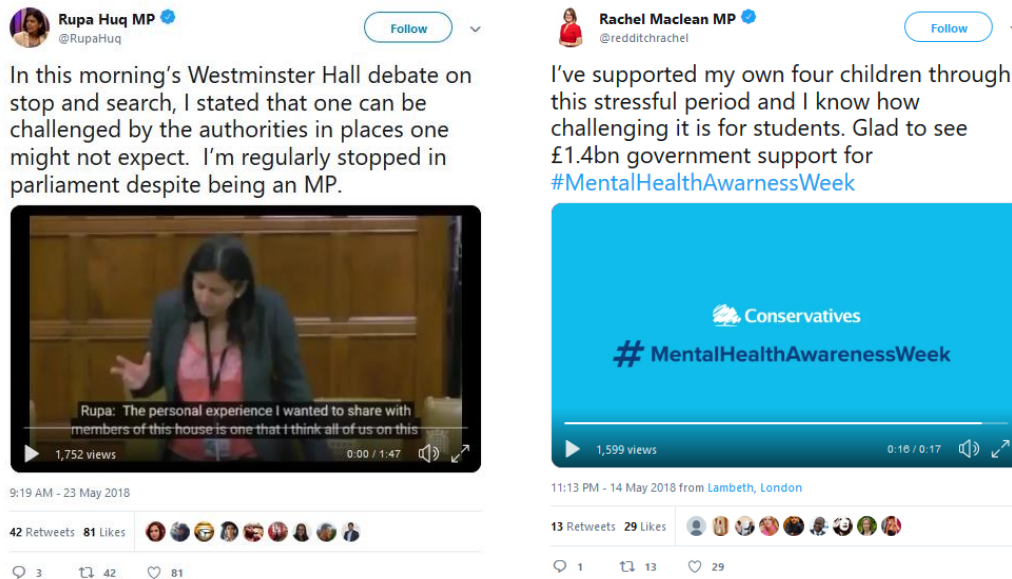 Rupa Huq MP
@RupaHuq
Follow
In this morning's Westminster Hall debate on
stop and search, I stated that one can be
challenged by the authorities in places one
might not expect.  I'm regularly stopped in
parliament despite being an MP.
Rupa:  The personal experience I wanted to share with
members of this house is one that I think all of us on this
1,752 views
0:00 / 1:47
9:19 AM - 23 May 2018
42 Retweets  81 Likes
3  42  81
Rachel Maclean MP
@redditchrachel
Follow
I've supported my own four children through
this stressful period and I know how
challenging it is for students. Glad to see
£1.4bn government support for
#MentalHealthAwarnessWeek
Conservatives
# MentalHealthAwarenessWeek
1,599 views
0:16 / 0:17
11:13 PM - 14 May 2018 from Lambeth, London
13 Retweets  29 Likes
1  13  29